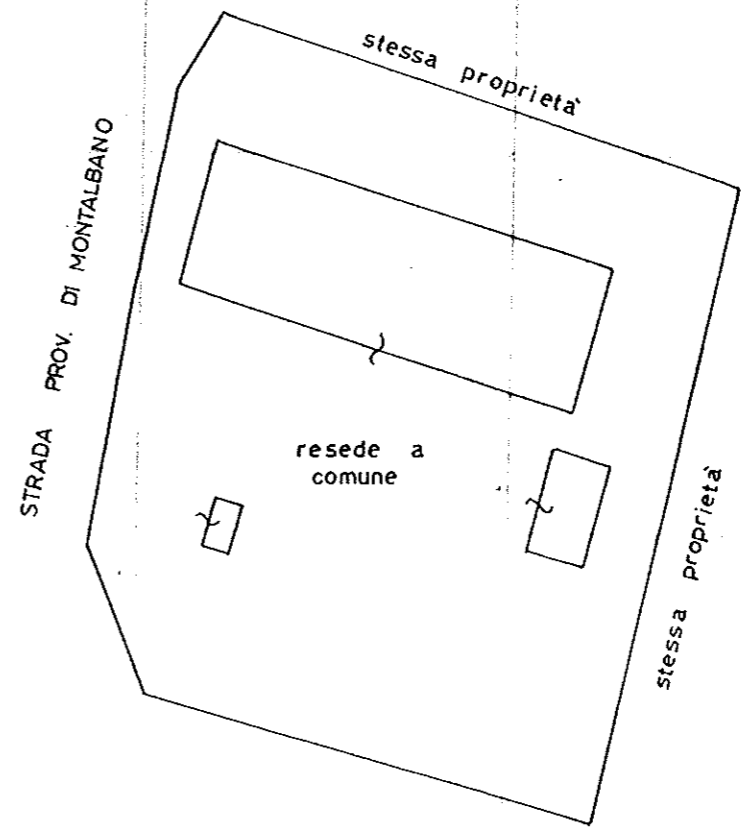 stessa proprietà
STRADA PROV. DI MONTALBANO
resede a
comune
stessa proprietà